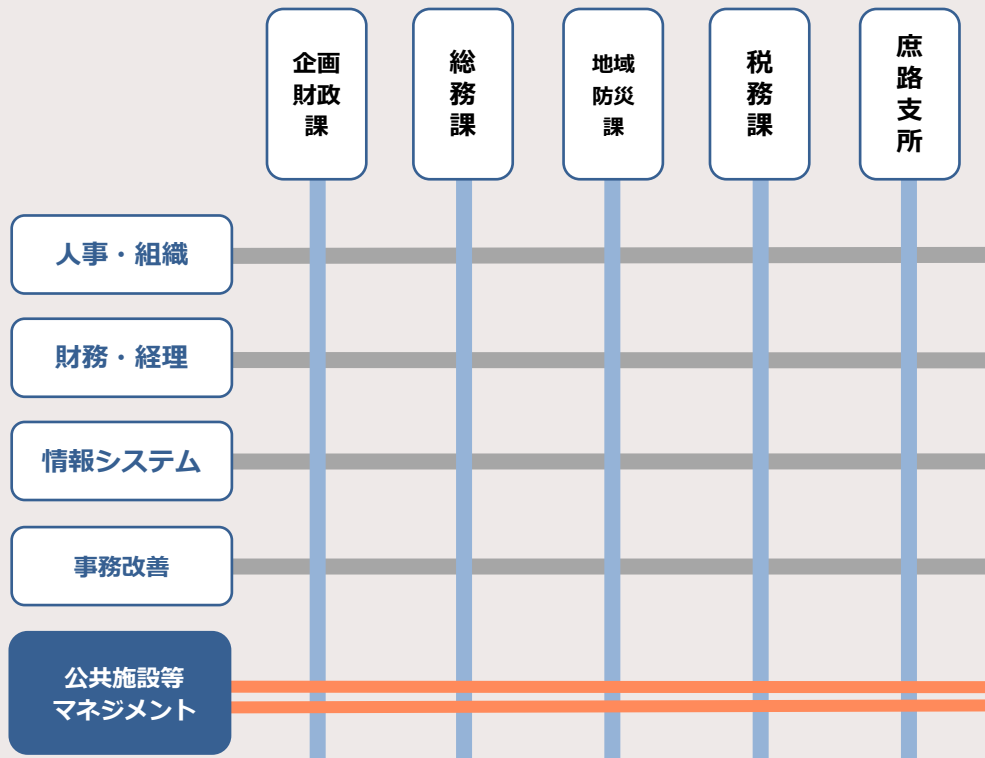 企画
財政
課
総
務
課
地域
防災
課
税
務
課
庶
路
支
所
人事・組織
財務・経理
情報システム
事務改善
公共施設等
マネジメント